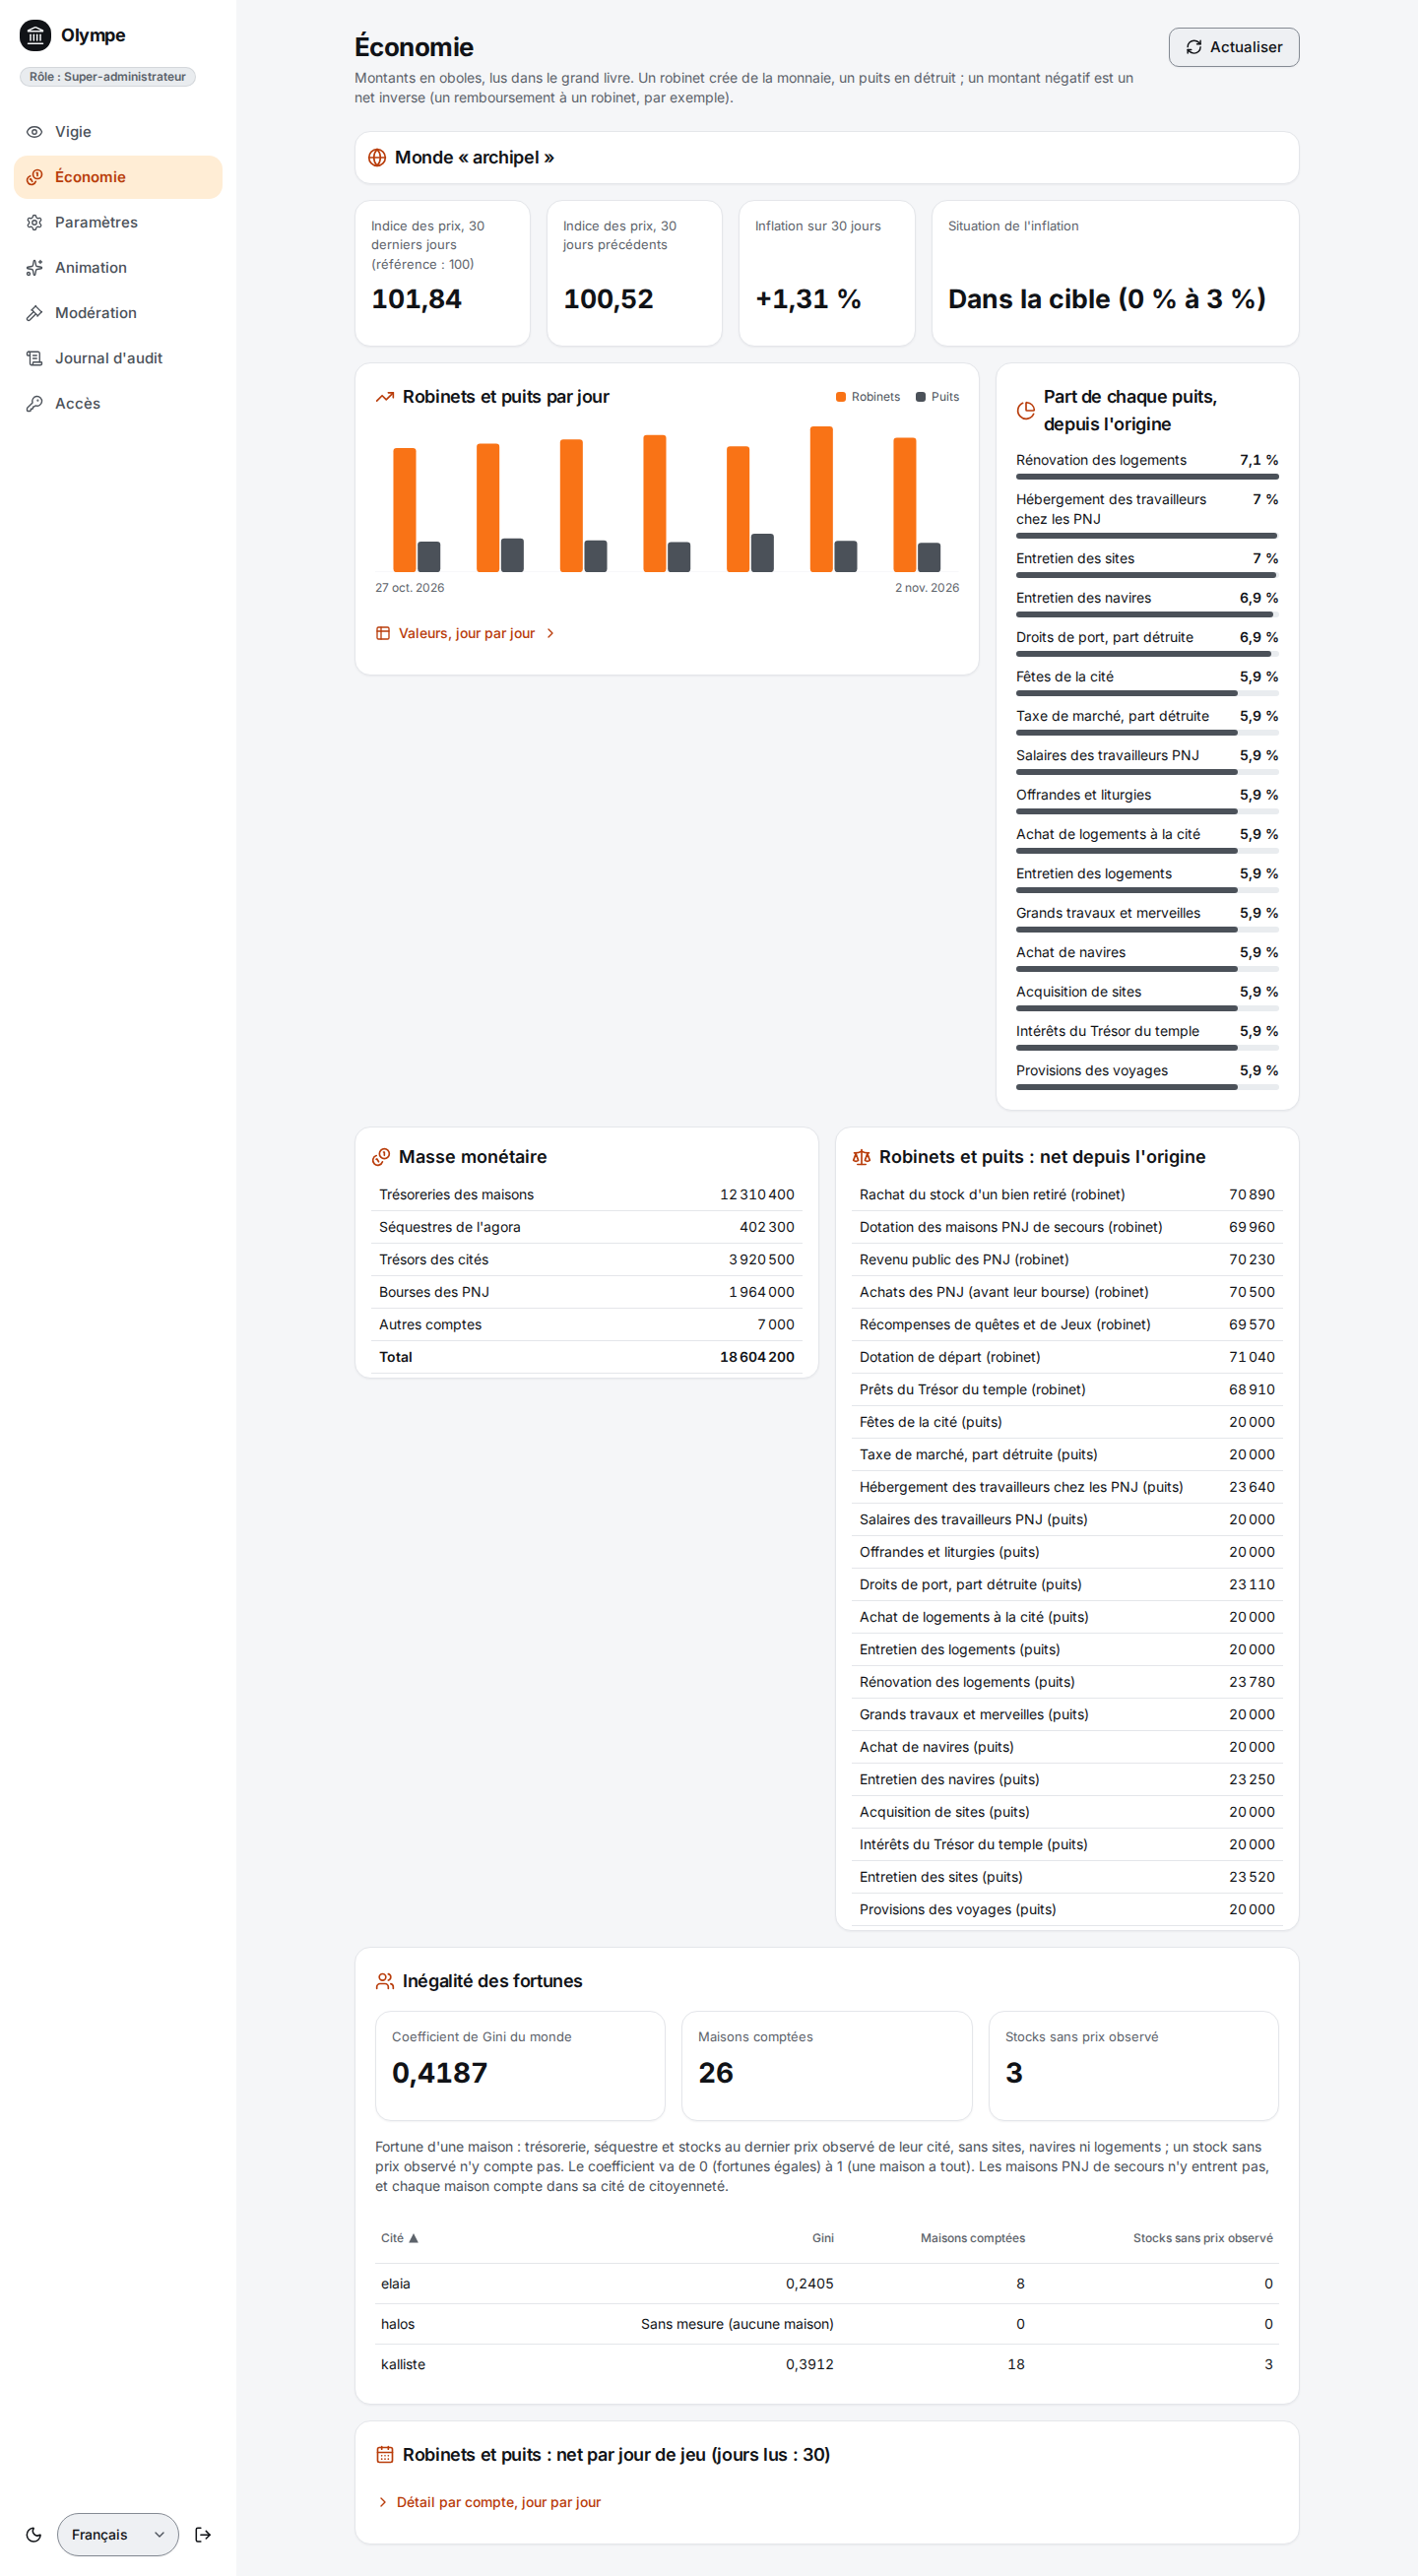 Olympe
Rôle : Super-administrateur
Vigie
Économie
Paramètres
Animation
Modération
Journal d'audit
Accès
Français
Économie
Actualiser
Montants en oboles, lus dans le grand livre. Un robinet crée de la monnaie, un puits en détruit ; un montant négatif est un
net inverse (un remboursement à un robinet, par exemple).
Monde « archipel »
Indice des prix, 30
derniers jours
(référence : 100)
101,84
Indice des prix, 30
jours précédents
100,52
Inflation sur 30 jours
+1,31 %
Situation de l'inflation
Dans la cible (0 % à 3 %)
Robinets et puits par jour
Robinets Puits
27 oct. 2026 2 nov. 2026
Valeurs, jour par jour
Part de chaque puits,
depuis l'origine
Rénovation des logements 7,1 %
Hébergement des travailleurs 7 %
chez les PNJ
Entretien des sites 7 %
Entretien des navires 6,9 %
Droits de port, part détruite 6,9 %
Fêtes de la cité 5,9 %
Taxe de marché, part détruite 5,9 %
Salaires des travailleurs PNJ 5,9 %
Offrandes et liturgies 5,9 %
Achat de logements à la cité 5,9 %
Entretien des logements 5,9 %
Grands travaux et merveilles 5,9 %
Achat de navires 5,9 %
Acquisition de sites 5,9 %
Intérêts du Trésor du temple 5,9 %
Provisions des voyages 5,9 %
Masse monétaire
Trésoreries des maisons 12 310 400
Séquestres de l'agora 402 300
Trésors des cités 3 920 500
Bourses des PNJ 1 964 000
Autres comptes 7 000
Total 18 604 200
Robinets et puits : net depuis l'origine
Rachat du stock d'un bien retiré (robinet) 70 890
Dotation des maisons PNJ de secours (robinet) 69 960
Revenu public des PNJ (robinet) 70 230
Achats des PNJ (avant leur bourse) (robinet) 70 500
Récompenses de quêtes et de Jeux (robinet) 69 570
Dotation de départ (robinet) 71 040
Prêts du Trésor du temple (robinet) 68 910
Fêtes de la cité (puits) 20 000
Taxe de marché, part détruite (puits) 20 000
Hébergement des travailleurs chez les PNJ (puits) 23 640
Salaires des travailleurs PNJ (puits) 20 000
Offrandes et liturgies (puits) 20 000
Droits de port, part détruite (puits) 23 110
Achat de logements à la cité (puits) 20 000
Entretien des logements (puits) 20 000
Rénovation des logements (puits) 23 780
Grands travaux et merveilles (puits) 20 000
Achat de navires (puits) 20 000
Entretien des navires (puits) 23 250
Acquisition de sites (puits) 20 000
Intérêts du Trésor du temple (puits) 20 000
Entretien des sites (puits) 23 520
Provisions des voyages (puits) 20 000
Inégalité des fortunes
Coefficient de Gini du monde
0,4187
Maisons comptées
26
Stocks sans prix observé
3
Fortune d'une maison : trésorerie, séquestre et stocks au dernier prix observé de leur cité, sans sites, navires ni logements ; un stock sans
prix observé n'y compte pas. Le coefficient va de 0 (fortunes égales) à 1 (une maison a tout). Les maisons PNJ de secours n'y entrent pas,
et chaque maison compte dans sa cité de citoyenneté.
Cité ▲ Gini Maisons comptées Stocks sans prix observé
elaia 0,2405 8 0
halos Sans mesure (aucune maison) 0 0
kalliste 0,3912 18 3
Robinets et puits : net par jour de jeu (jours lus : 30)
Détail par compte, jour par jour